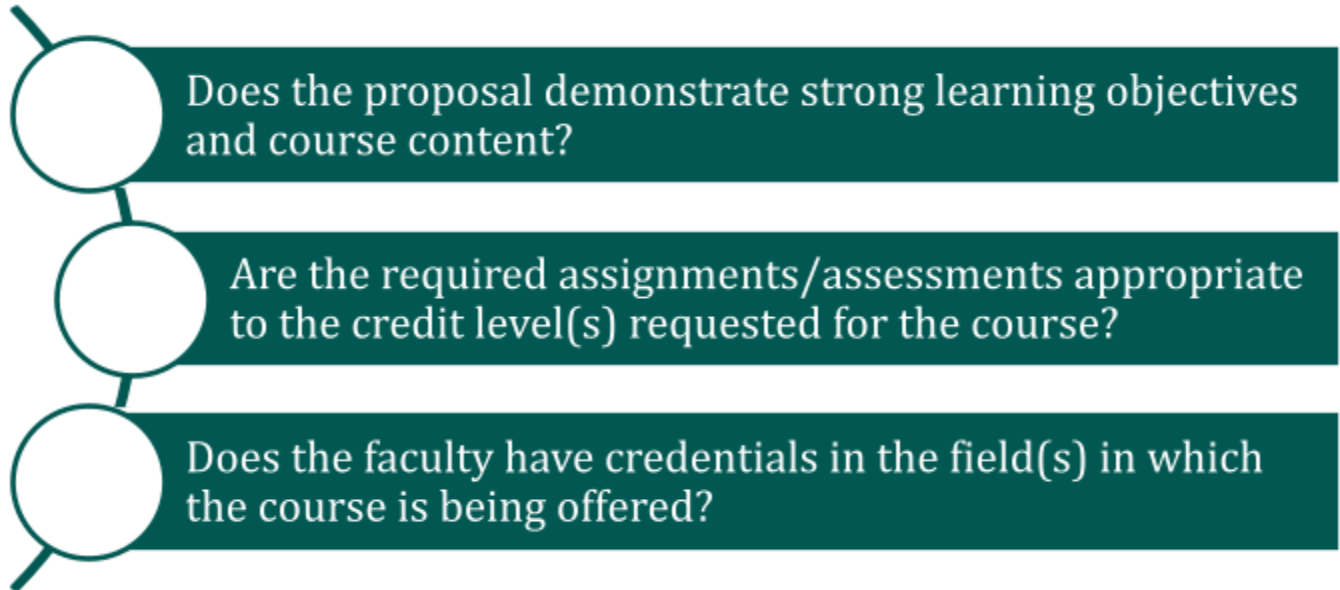 Does the proposal demonstrate strong learning objectives
and course content?
Are the required assignments/assessments appropriate
to the credit level(s) requested for the course?
Does the faculty have credentials in the field(s) in which
the course is being offered?